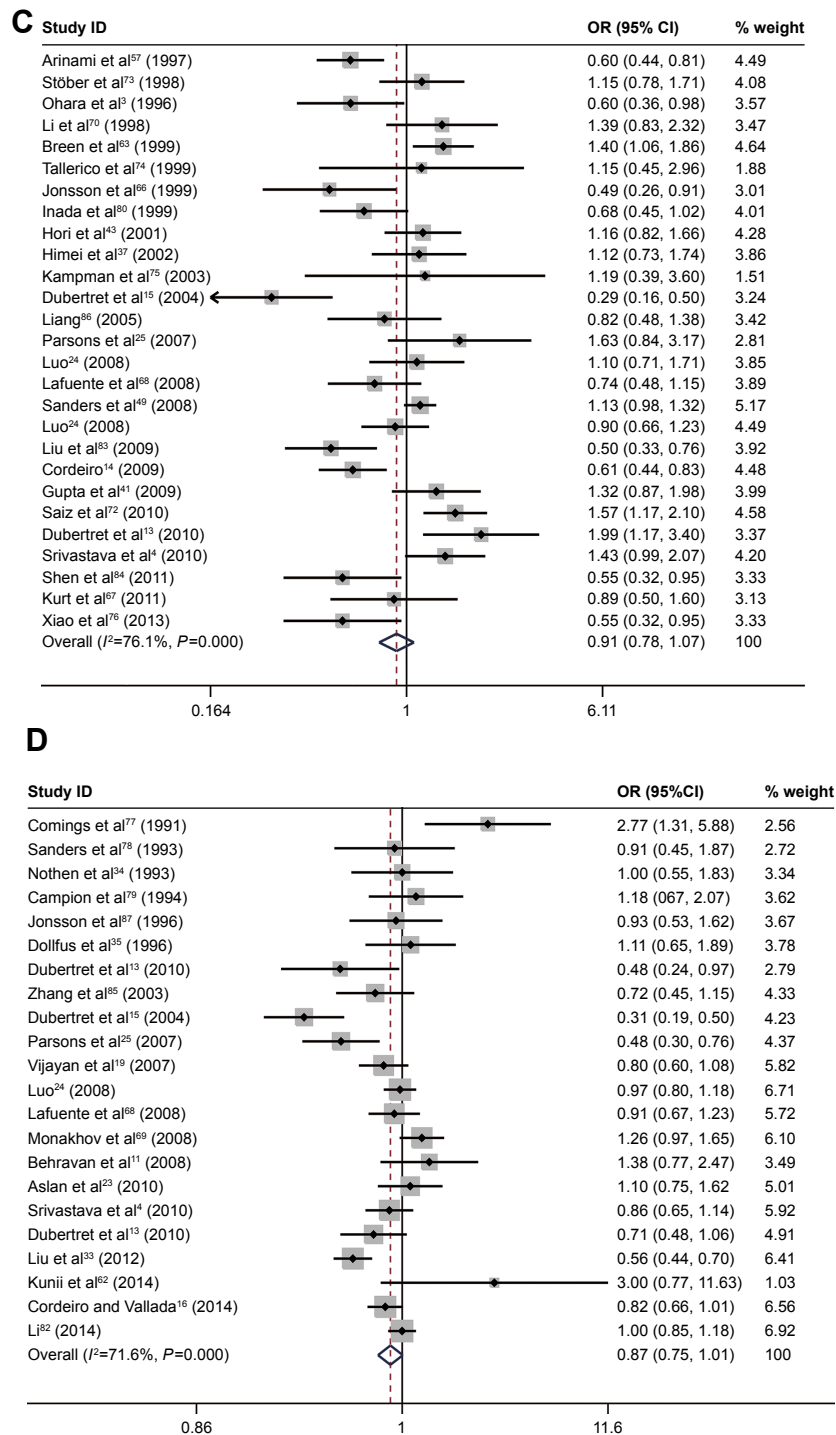 C
Study ID OR (95% CI) % weight
Arinami et al57 (1997) 0.60 (0.44, 0.81) 4.49
Stöber et al73 (1998) 1.15 (0.78, 1.71) 4.08
Ohara et al3 (1996) 0.60 (0.36, 0.98) 3.57
Li et al70 (1998) 1.39 (0.83, 2.32) 3.47
Breen et al63 (1999) 1.40 (1.06, 1.86) 4.64
Tallerico et al74 (1999) 1.15 (0.45, 2.96) 1.88
Jonsson et al66 (1999) 0.49 (0.26, 0.91) 3.01
Inada et al80 (1999) 0.68 (0.45, 1.02) 4.01
Hori et al43 (2001) 1.16 (0.82, 1.66) 4.28
Himei et al37 (2002) 1.12 (0.73, 1.74) 3.86
Kampman et al75 (2003) 1.19 (0.39, 3.60) 1.51
Dubertret et al15 (2004) 0.29 (0.16, 0.50) 3.24
Liang86 (2005) 0.82 (0.48, 1.38) 3.42
Parsons et al25 (2007) 1.63 (0.84, 3.17) 2.81
Luo24 (2008) 1.10 (0.71, 1.71) 3.85
Lafuente et al68 (2008) 0.74 (0.48, 1.15) 3.89
Sanders et al49 (2008) 1.13 (0.98, 1.32) 5.17
Luo24 (2008) 0.90 (0.66, 1.23) 4.49
Liu et al83 (2009) 0.50 (0.33, 0.76) 3.92
Cordeiro14 (2009) 0.61 (0.44, 0.83) 4.48
Gupta et al41 (2009) 1.32 (0.87, 1.98) 3.99
Saiz et al72 (2010) 1.57 (1.17, 2.10) 4.58
Dubertret et al13 (2010) 1.99 (1.17, 3.40) 3.37
Srivastava et al4 (2010) 1.43 (0.99, 2.07) 4.20
Shen et al84 (2011) 0.55 (0.32, 0.95) 3.33
Kurt et al67 (2011) 0.89 (0.50, 1.60) 3.13
Xiao et al76 (2013) 0.55 (0.32, 0.95) 3.33
Overall (I2=76.1%, P=0.000) 0.91 (0.78, 1.07) 100
0.164 1 6.11
D
Study ID OR (95%CI) % weight
Comings et al77 (1991) 2.77 (1.31, 5.88) 2.56
Sanders et al78 (1993) 0.91 (0.45, 1.87) 2.72
Nothen et al34 (1993) 1.00 (0.55, 1.83) 3.34
Campion et al79 (1994) 1.18 (067, 2.07) 3.62
Jonsson et al87 (1996) 0.93 (0.53, 1.62) 3.67
Dollfus et al35 (1996) 1.11 (0.65, 1.89) 3.78
Dubertret et al13 (2010) 0.48 (0.24, 0.97) 2.79
Zhang et al85 (2003) 0.72 (0.45, 1.15) 4.33
Dubertret et al15 (2004) 0.31 (0.19, 0.50) 4.23
Parsons et al25 (2007) 0.48 (0.30, 0.76) 4.37
Vijayan et al19 (2007) 0.80 (0.60, 1.08) 5.82
Luo24 (2008) 0.97 (0.80, 1.18) 6.71
Lafuente et al68 (2008) 0.91 (0.67, 1.23) 5.72
Monakhov et al69 (2008) 1.26 (0.97, 1.65) 6.10
Behravan et al11 (2008) 1.38 (0.77, 2.47) 3.49
Aslan et al23 (2010) 1.10 (0.75, 1.62 5.01
Srivastava et al4 (2010) 0.86 (0.65, 1.14) 5.92
Dubertret et al13 (2010) 0.71 (0.48, 1.06) 4.91
Liu et al33 (2012) 0.56 (0.44, 0.70) 6.41
Kunii et al62 (2014) 3.00 (0.77, 11.63) 1.03
Cordeiro and Vallada16 (2014) 0.82 (0.66, 1.01) 6.56
Li82 (2014) 1.00 (0.85, 1.18) 6.92
Overall (I2=71.6%, P=0.000) 0.87 (0.75, 1.01) 100
0.86 1 11.6